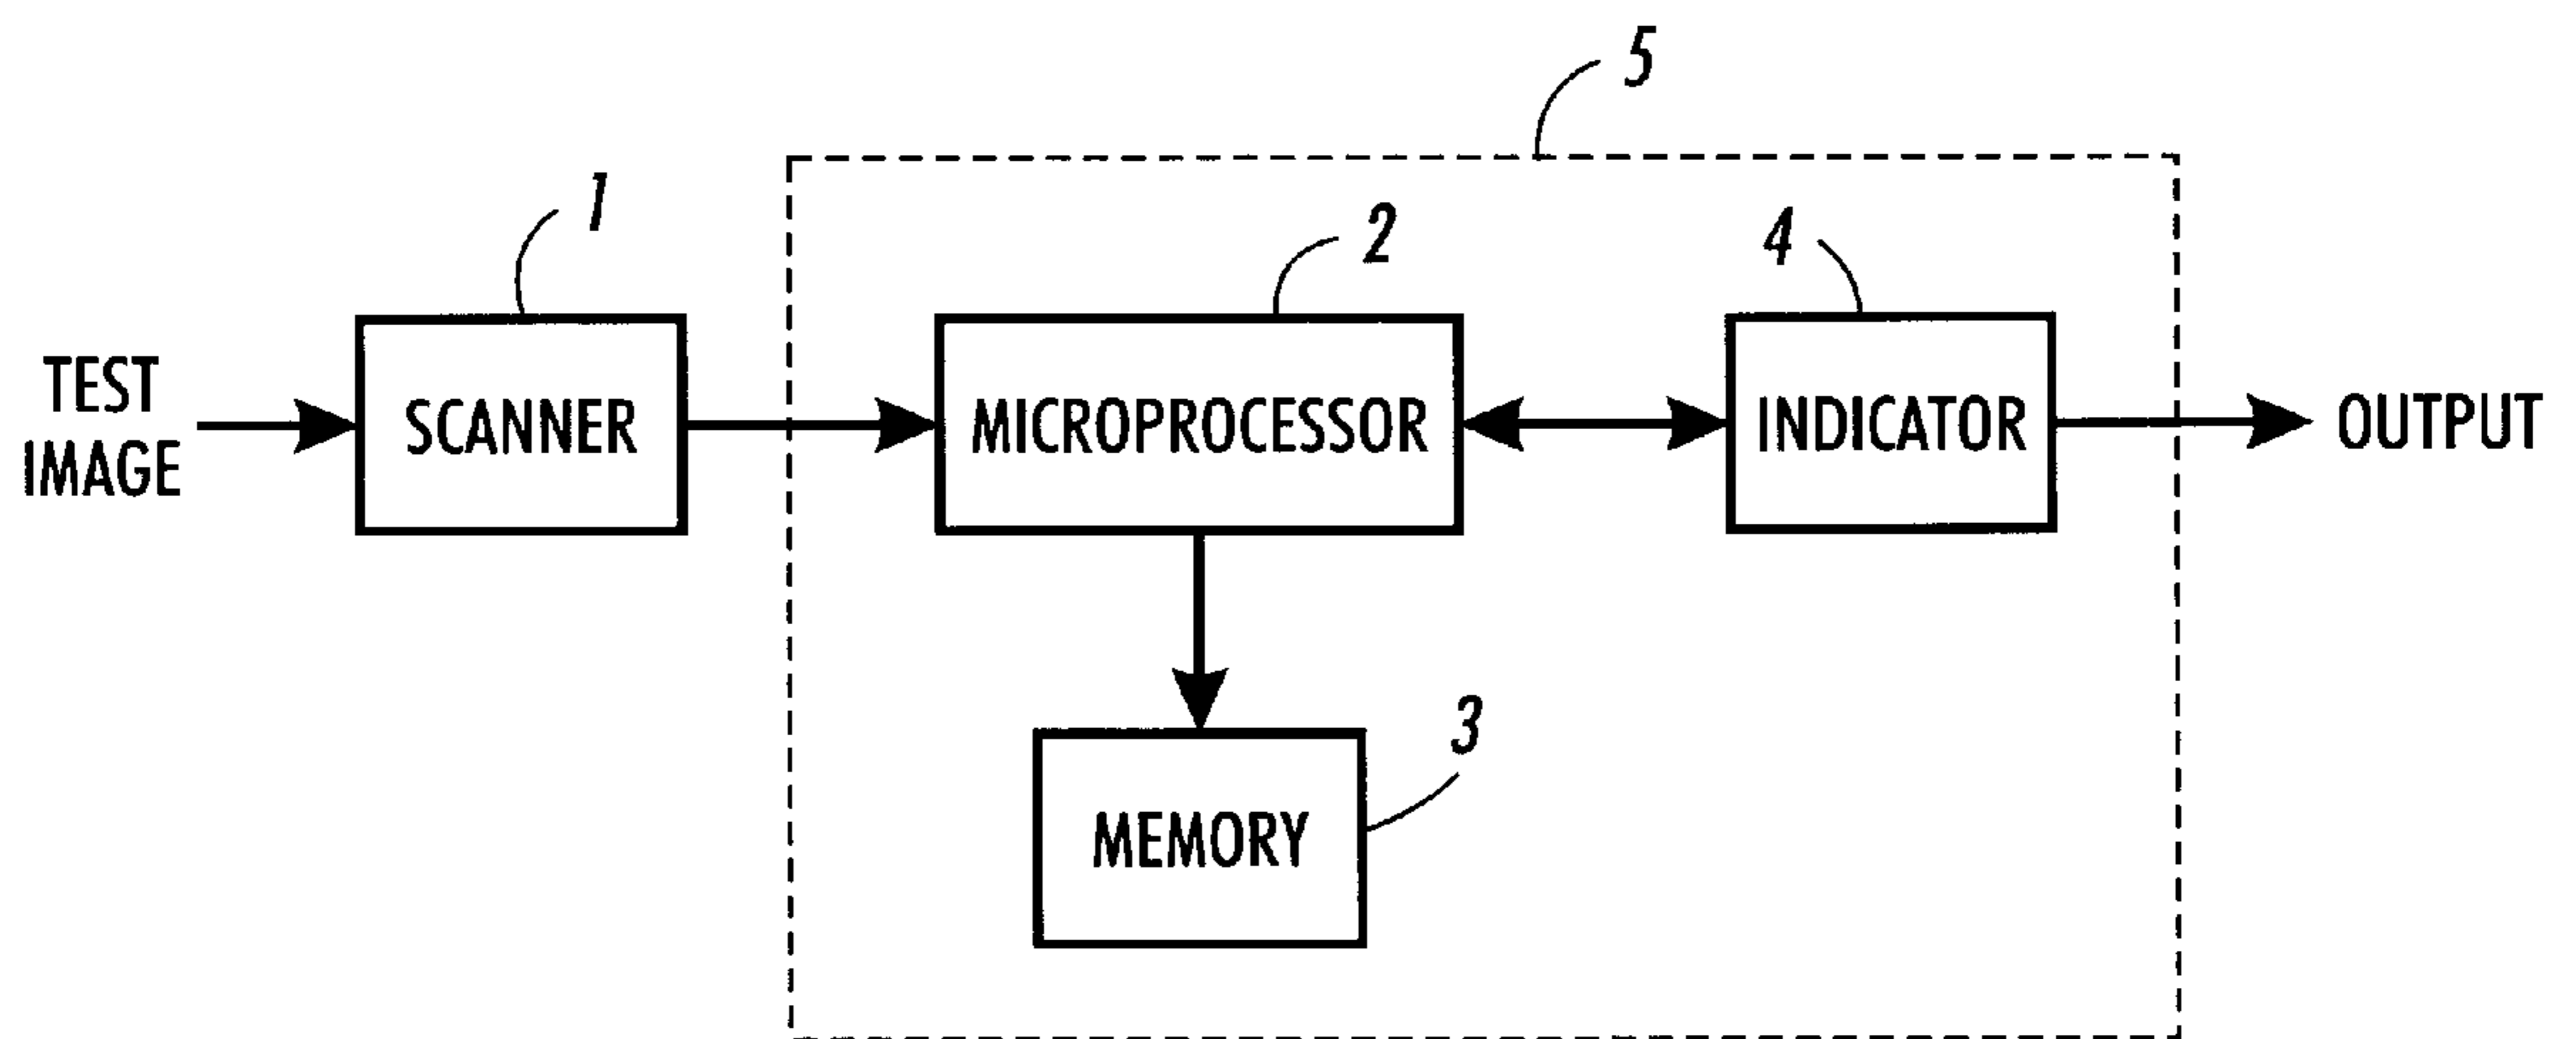 5
1
2
4
TEST
IMAGE
SCANNER
MICROPROCESSOR
INDICATOR
OUTPUT
3
MEMORY